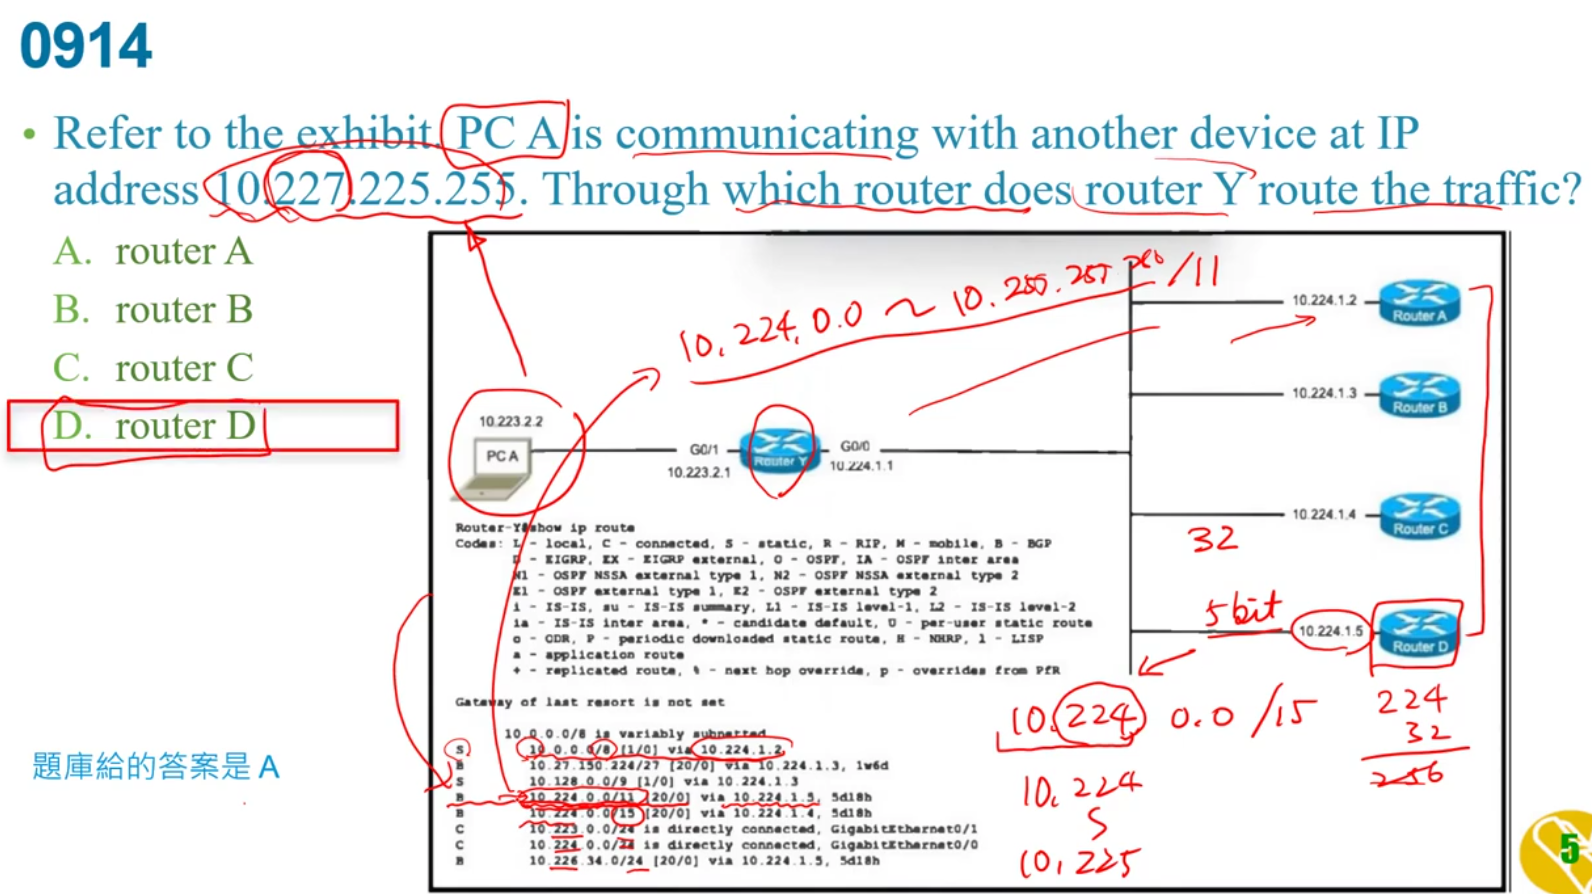 0914
• Refer to the exhibit. PC A is communicating with another device at IP
address 10.227.225.255. Through which router does router Y route the traffic?
A. router A
B. router B
C. router C
D. router D
10.224.0.0 ~ 10.255.255.255 /11
10.224.1.2
Router A
10.224.1.3
Router B
10.223.2.2
PC A
G0/1
10.223.2.1
Router Y
G0/0
10.224.1.1
10.224.1.4
Router C
32
5bit
10.224.1.5
Router D
Router-Y#show ip route
Codes: L - local, C - connected, S - static, R - RIP, M - mobile, B - BGP
D - EIGRP, EX - EIGRP external, O - OSPF, IA - OSPF inter area
N1 - OSPF NSSA external type 1, N2 - OSPF NSSA external type 2
E1 - OSPF external type 1, E2 - OSPF external type 2
i - IS-IS, su - IS-IS summary, L1 - IS-IS level-1, L2 - IS-IS level-2
ia - IS-IS inter area, * - candidate default, U - per-user static route
o - ODR, P - periodic downloaded static route, H - NHRP, l - LISP
a - application route
+ - replicated route, % - next hop override, p - overrides from PfR
Gateway of last resort is not set
10.0.0.0/8 is variably subnetted
S 10.0.0.0/8 [1/0] via 10.224.1.2
B 10.27.150.224/27 [20/0] via 10.224.1.3, 1w6d
S 10.128.0.0/9 [1/0] via 10.224.1.3
B 10.224.0.0/11 [20/0] via 10.224.1.5, 5d18h
B 10.224.0.0/15 [20/0] via 10.224.1.4, 5d18h
C 10.223.0.0/24 is directly connected, GigabitEthernet0/1
C 10.224.0.0/24 is directly connected, GigabitEthernet0/0
B 10.226.34.0/24 [20/0] via 10.224.1.5, 5d18h
10.224 0.0 /15
10.224
10.225
224
32
256
題庫給的答案是 A
5